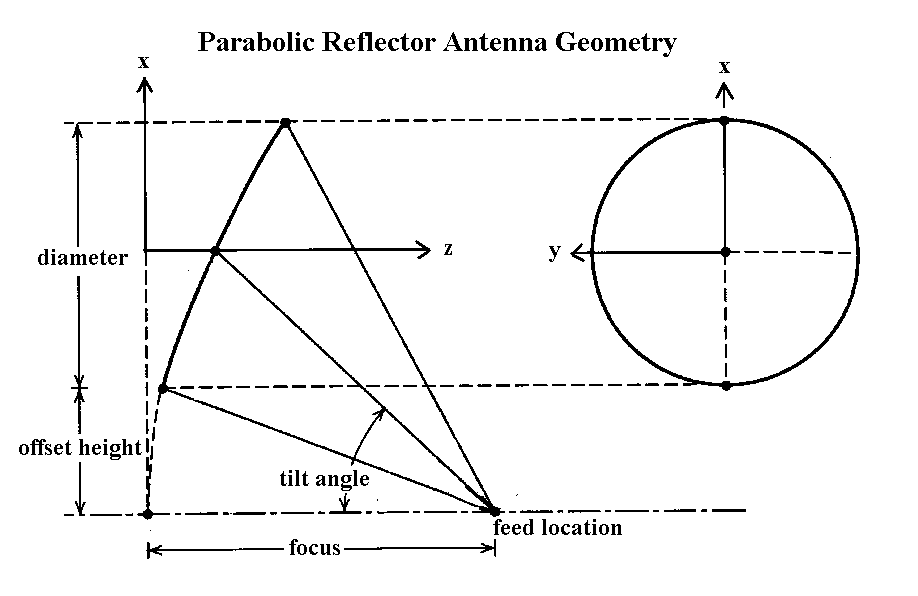 Parabolic Reflector Antenna Geometry
x
x
diameter
z
y
offset height
tilt angle
feed location
focus